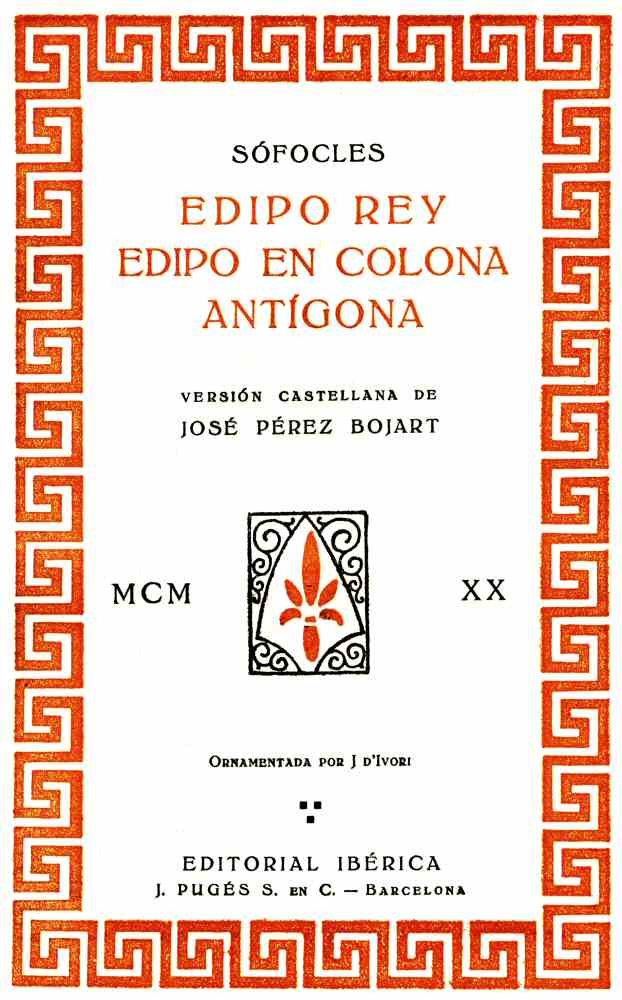 SÓFOCLES
EDIPO REY
EDIPO EN COLONA
ANTÍGONA
VERSIÓN CASTELLANA DE
JOSÉ PÉREZ BOJART
MCM XX
ORNAMENTADA POR J D'IVORI
EDITORIAL IBÉRICA
J. PUGÉS S. EN C. — BARCELONA